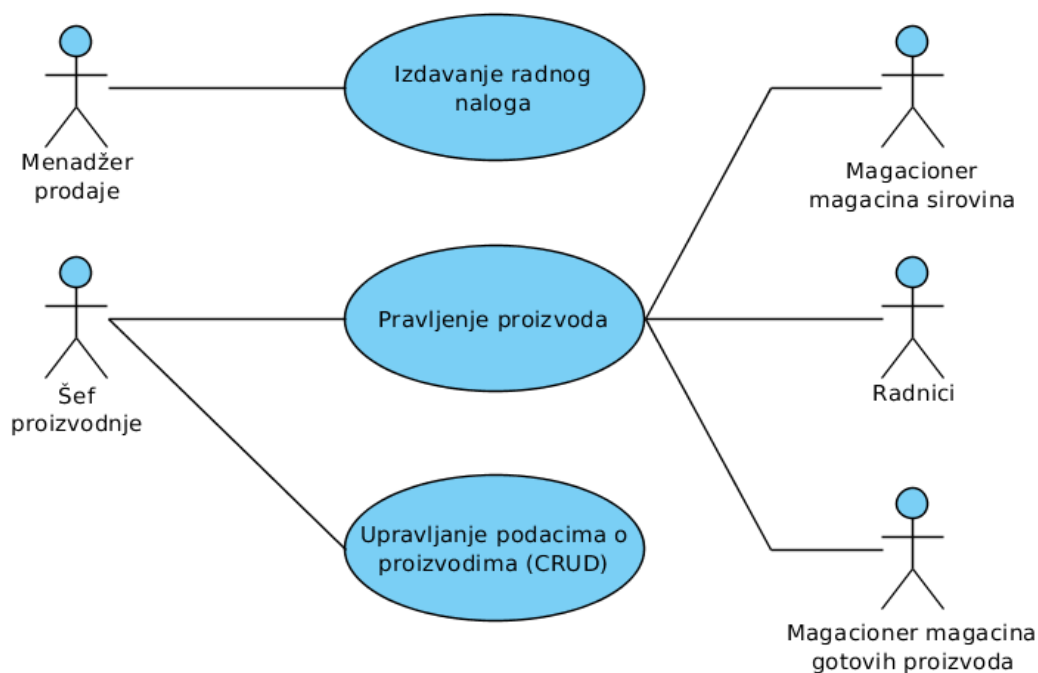 Izdavanje radnog
naloga
Menadžer
prodaje
Magacioner
magacina sirovina
Pravljenje proizvoda
Šef
proizvodnje
Radnici
Upravljanje podacima o
proizvodima (CRUD)
Magacioner magacina
gotovih proizvoda